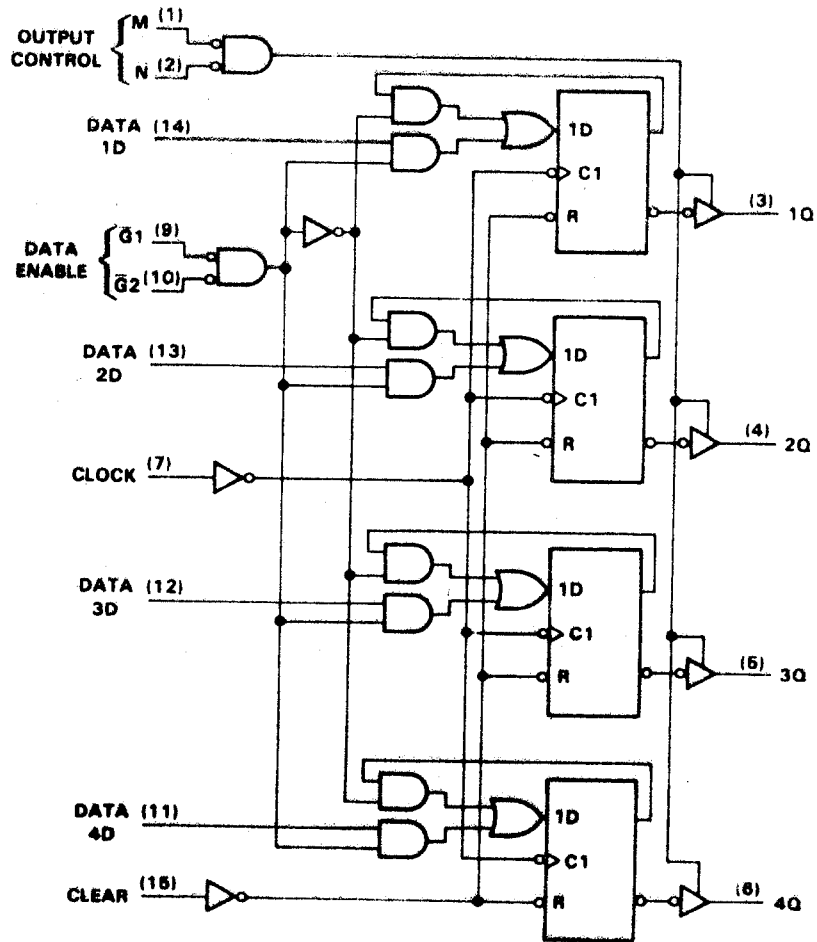 OUTPUT CONTROL
M (1)
N (2)
DATA 1D (14)
1D
C1
R
(3) 1Q
DATA ENABLE
G̅1 (9)
G̅2 (10)
DATA 2D (13)
1D
C1
R
(4) 2Q
CLOCK (7)
DATA 3D (12)
1D
C1
R
(5) 3Q
DATA 4D (11)
1D
C1
R
(6) 4Q
CLEAR (15)